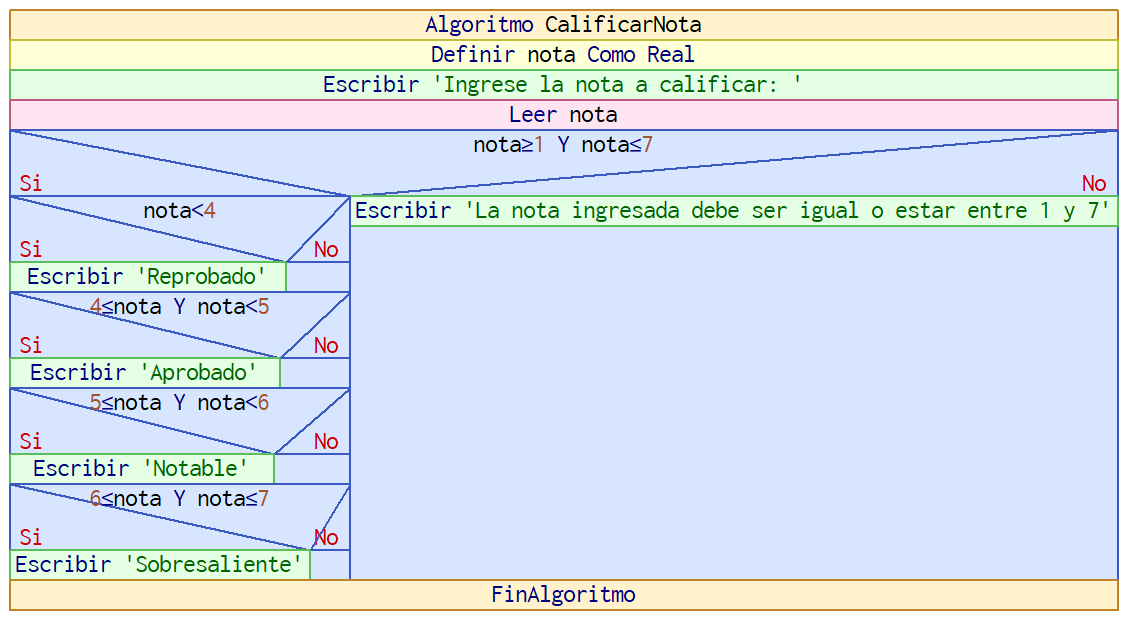 Algoritmo CalificarNota
Definir nota Como Real
Escribir 'Ingrese la nota a calificar: '
Leer nota
nota≥1 Y nota≤7
Si
No
nota<4
Escribir 'La nota ingresada debe ser igual o estar entre 1 y 7'
Si
No
Escribir 'Reprobado'
4≤nota Y nota<5
Si
No
Escribir 'Aprobado'
5≤nota Y nota<6
Si
No
Escribir 'Notable'
6≤nota Y nota≤7
Si
No
Escribir 'Sobresaliente'
FinAlgoritmo